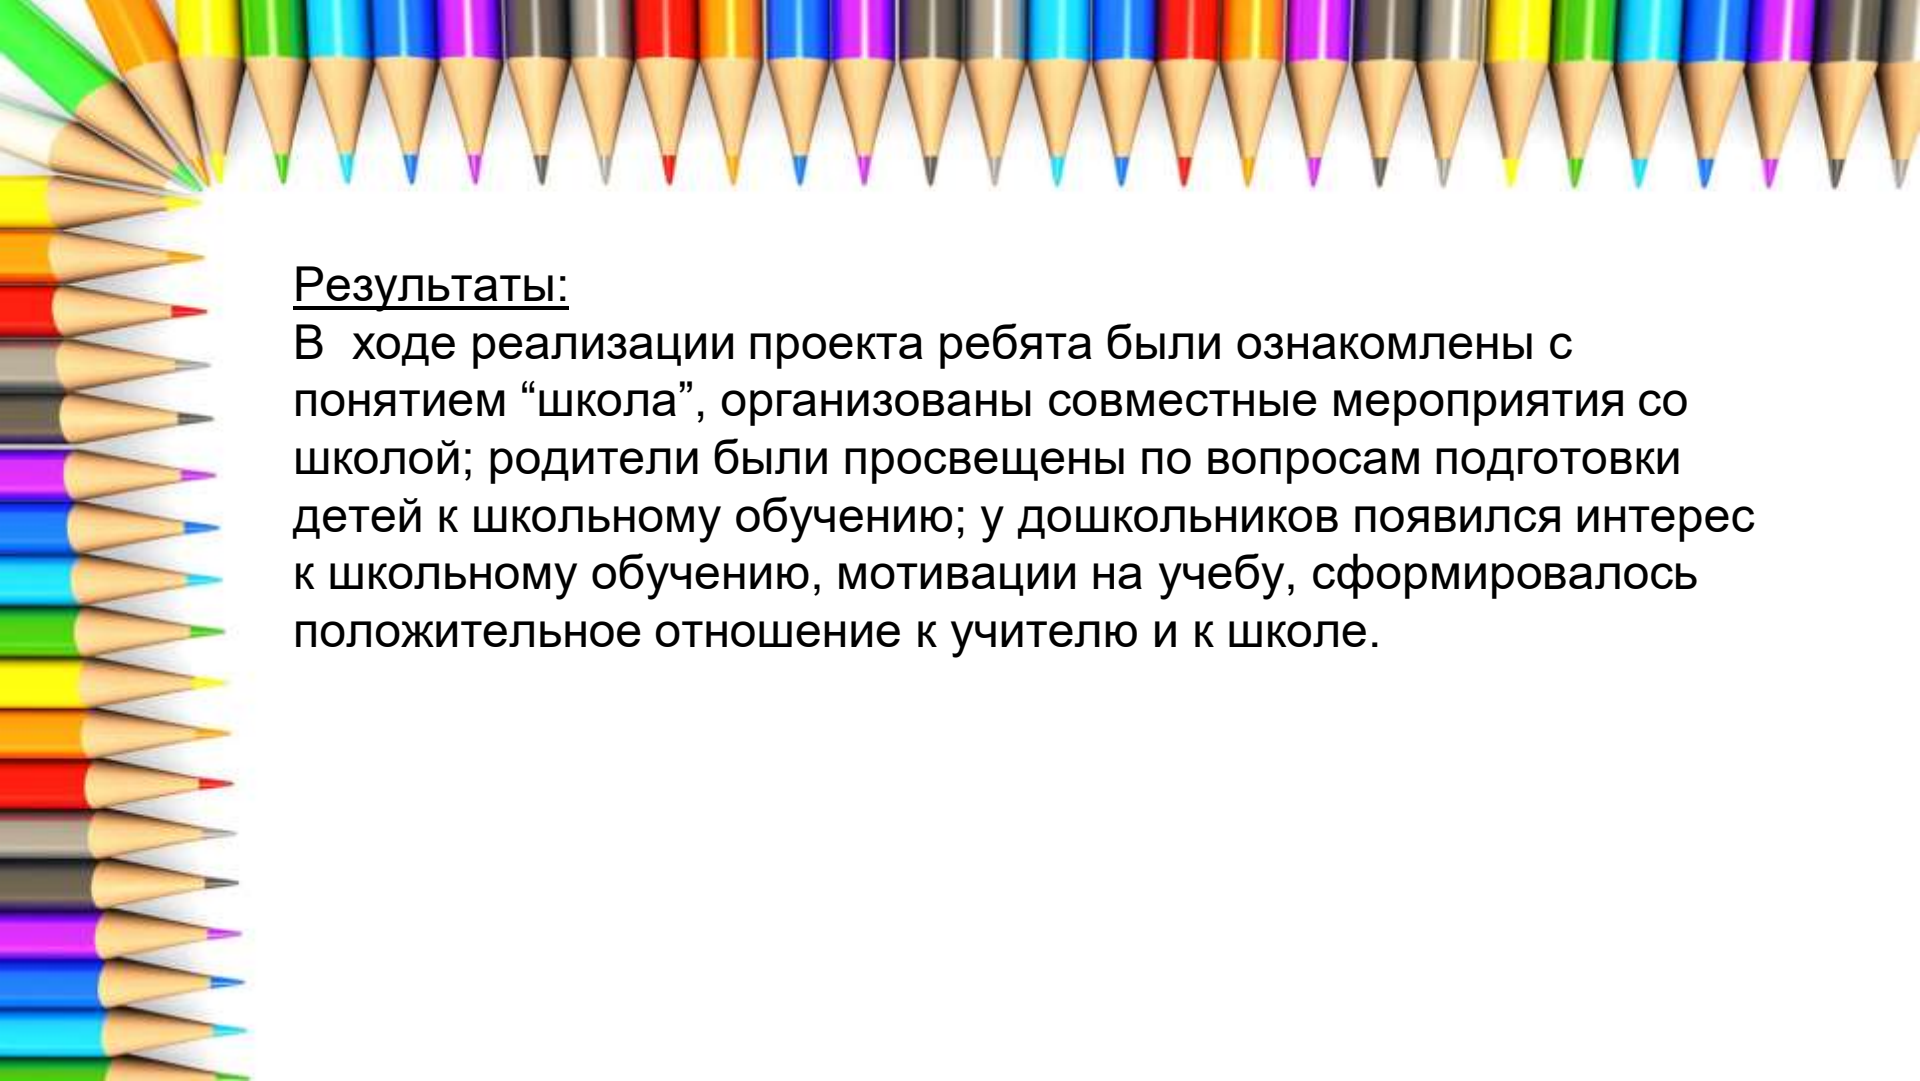 Результаты:
В  ходе реализации проекта ребята были ознакомлены с
понятием “школа”, организованы совместные мероприятия со
школой; родители были просвещены по вопросам подготовки
детей к школьному обучению; у дошкольников появился интерес
к школьному обучению, мотивации на учебу, сформировалось
положительное отношение к учителю и к школе.